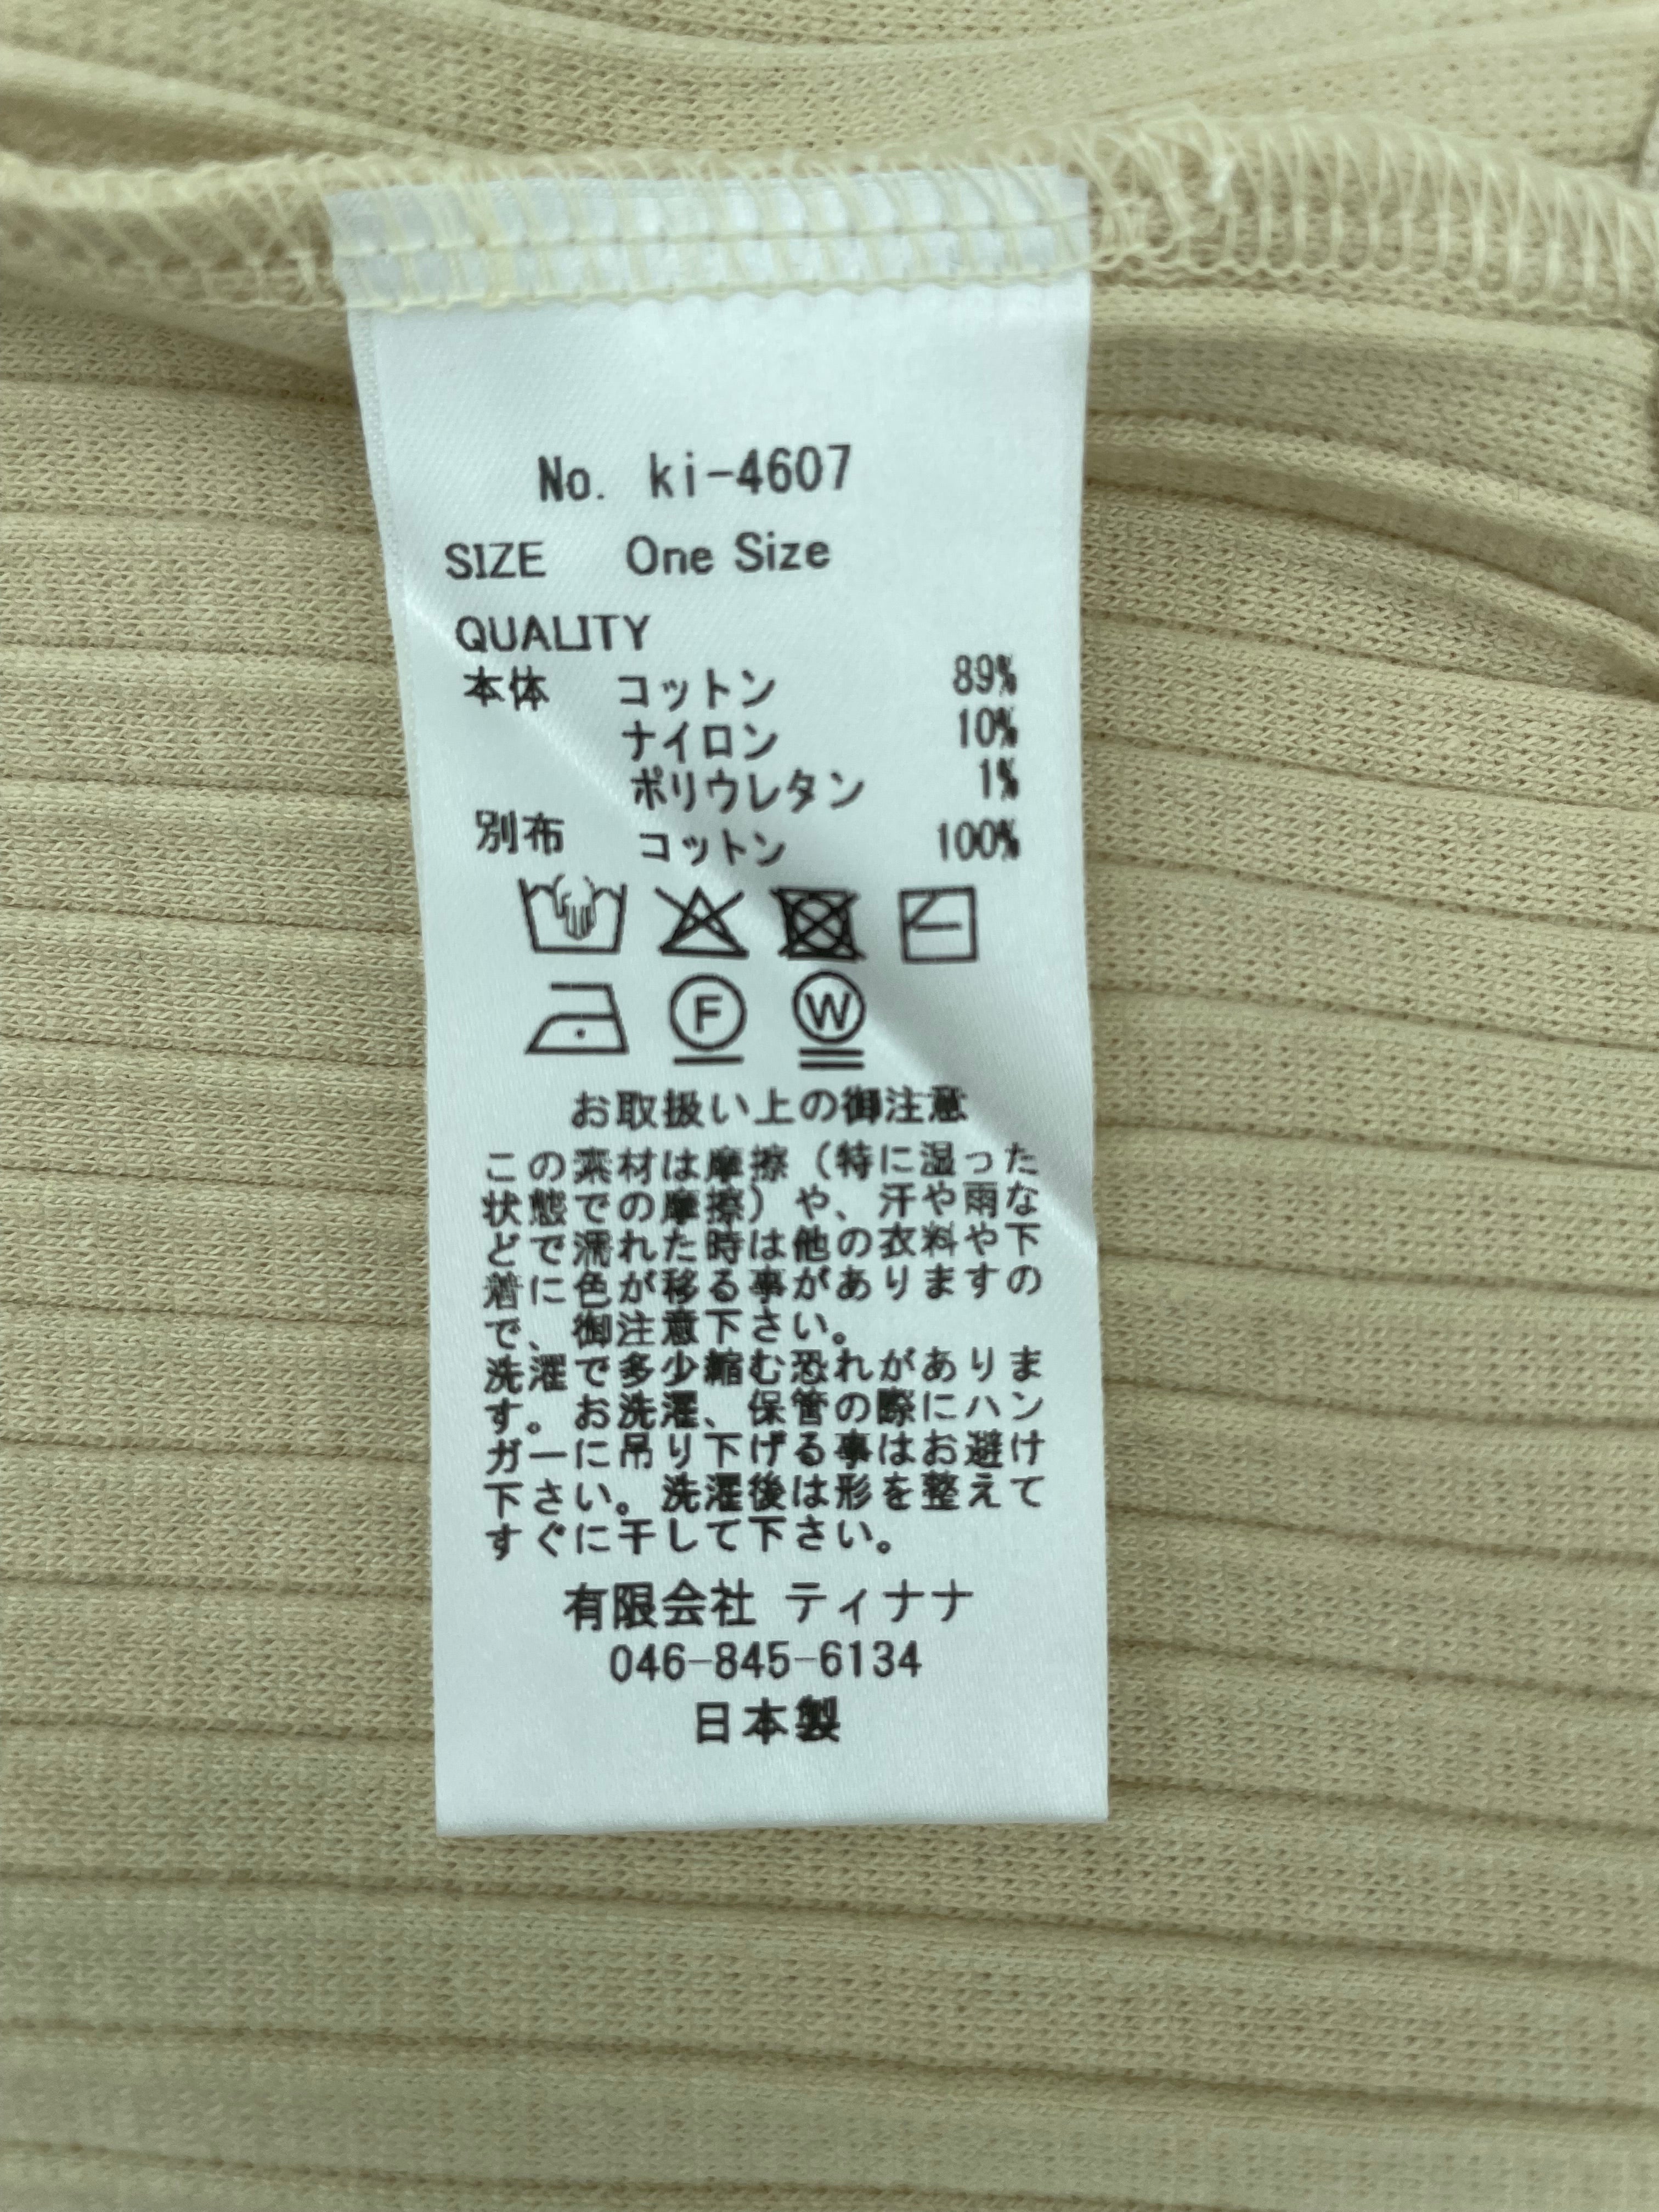 No. ki-4607
SIZE One Size
QUALITY
本体 コットン 89%
ナイロン 10%
ポリウレタン 1%
別布 コットン 100%
F W
お取扱い上の御注意
この素材は摩擦（特に湿った
状態での摩擦）や、汗や雨な
どで濡れた時は他の衣料や下
着に色が移る事がありますの
で、御注意下さい。
洗濯で多少縮む恐れがありま
す。お洗濯、保管の際にハン
ガーに吊り下げる事はお避け
下さい。洗濯後は形を整えて
すぐに干して下さい。
有限会社 ティナナ
046-845-6134
日本製